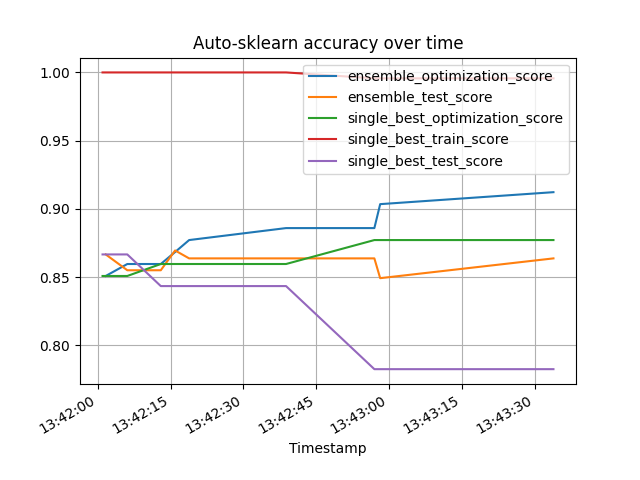 Auto-sklearn accuracy over time
1.00
0.95
0.90
0.85
0.80
ensemble_optimization_score
ensemble_test_score
single_best_optimization_score
single_best_train_score
single_best_test_score
13:42:00
13:42:15
13:42:30
13:42:45
13:43:00
13:43:15
13:43:30
Timestamp